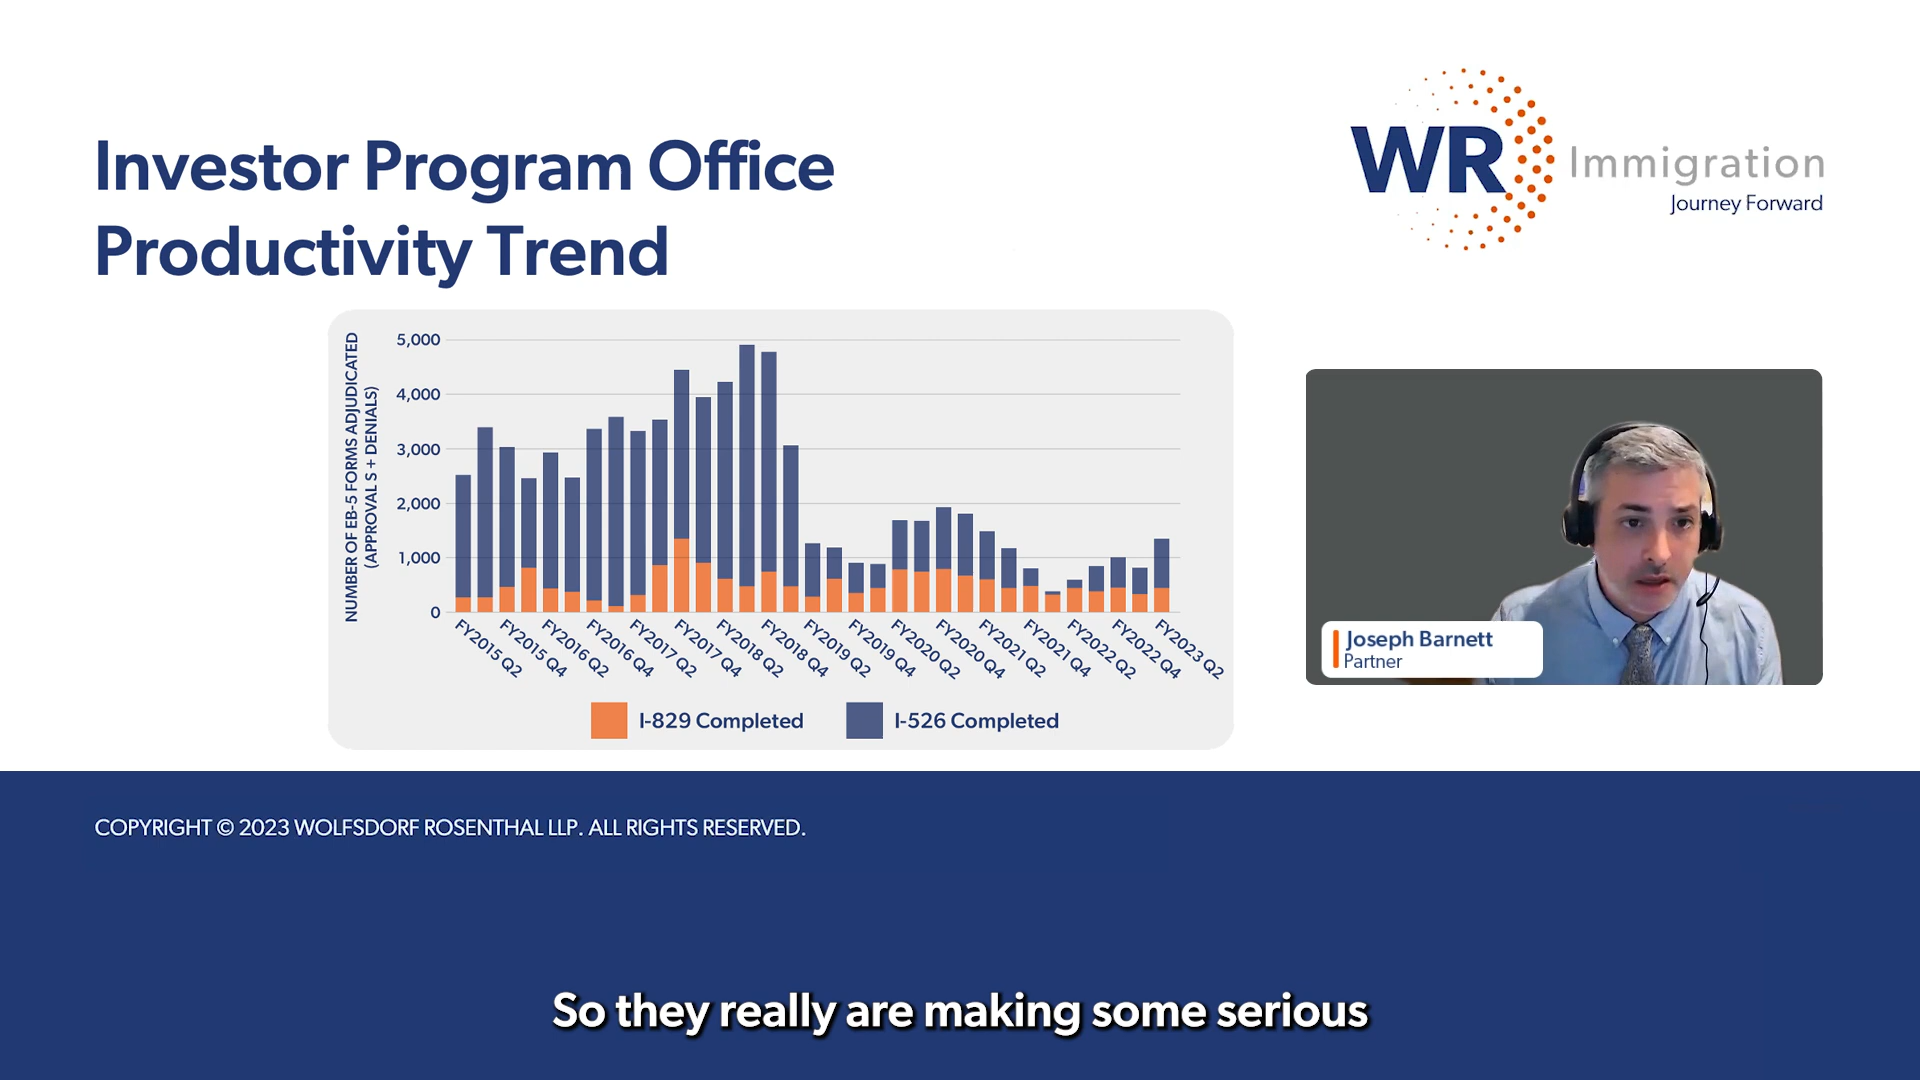 Investor Program Office
Productivity Trend
WR Immigration
Journey Forward
NUMBER OF EB-5 FORMS ADJUDICATED
(APPROVAL S + DENIALS)
5,000
4,000
3,000
2,000
1,000
0
FY2015 Q2
FY2015 Q4
FY2016 Q2
FY2016 Q4
FY2017 Q2
FY2017 Q4
FY2018 Q2
FY2018 Q4
FY2019 Q2
FY2019 Q4
FY2020 Q2
FY2020 Q4
FY2021 Q2
FY2021 Q4
FY2022 Q2
FY2022 Q4
FY2023 Q2
I-829 Completed
I-526 Completed
Joseph Barnett
Partner
COPYRIGHT © 2023 WOLFSDORF ROSENTHAL LLP. ALL RIGHTS RESERVED.
So they really are making some serious